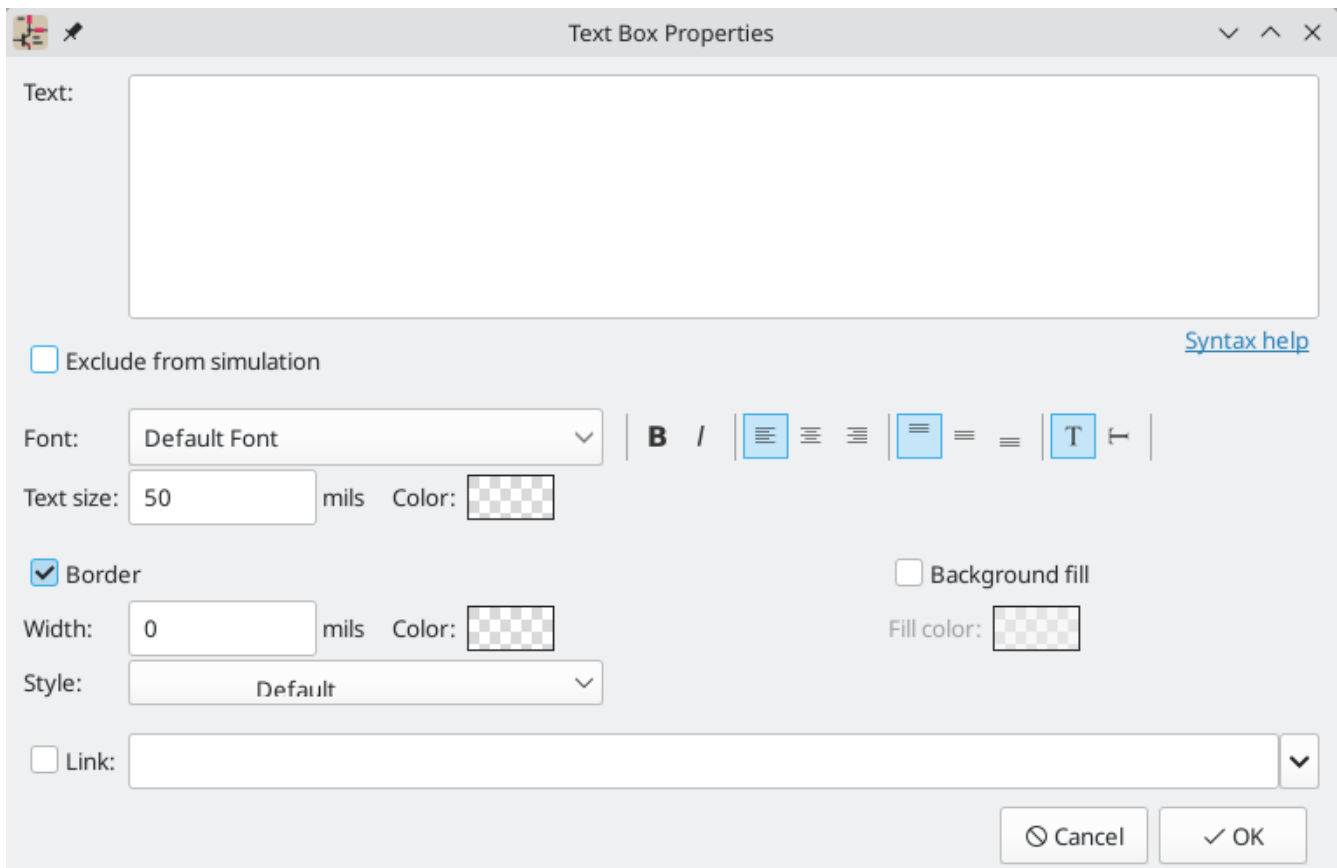 Text Box Properties
Text:
Syntax help
Exclude from simulation
Font: Default Font B I T T
Text size: 50 mils Color:
Border Background fill
Width: 0 mils Color: Fill color:
Style: Default
Link:
Cancel OK